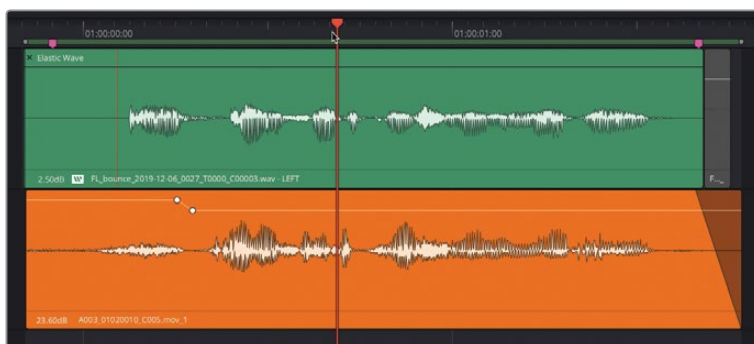 01:00:00:00 01:00:01:00
× Elastic Wave
2.50dB W FL_bounce_2019-12-06_0027_T0000_C00003.wav - LEFT F..._
23.60dB A003_01020010_C005.mov_1